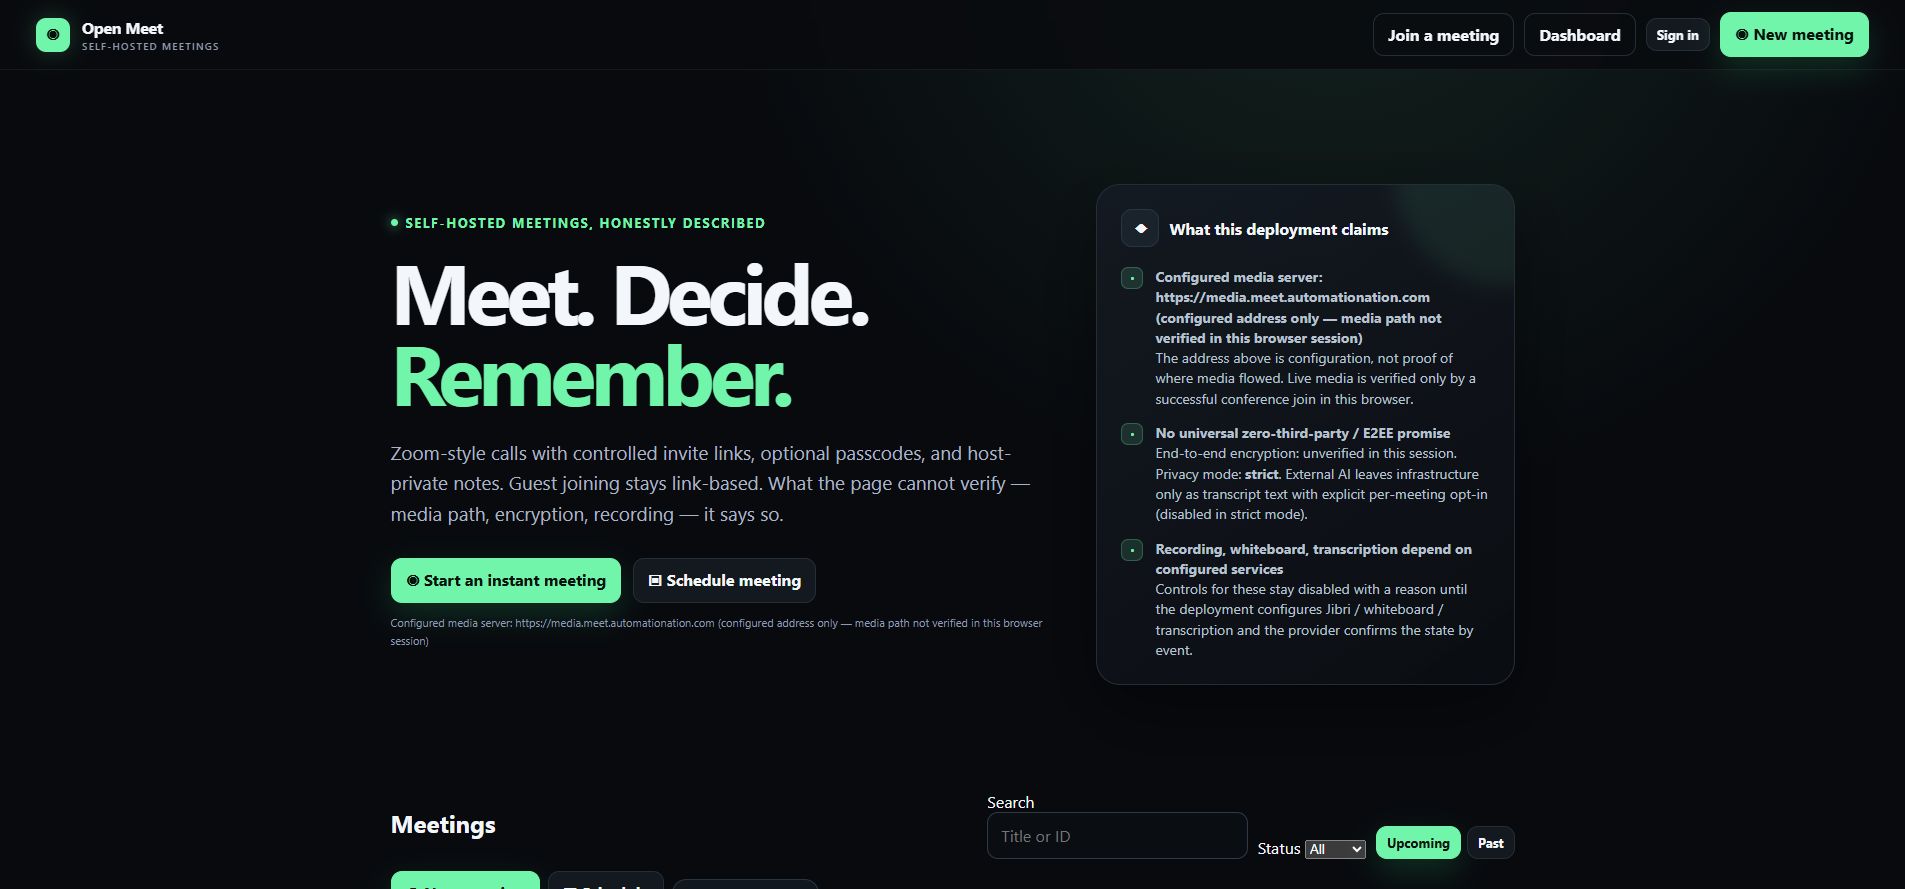 Open Meet
SELF-HOSTED MEETINGS
Join a meeting
Dashboard
Sign in
New meeting
SELF-HOSTED MEETINGS, HONESTLY DESCRIBED
Meet. Decide.
Remember.
Zoom-style calls with controlled invite links, optional passcodes, and host-
private notes. Guest joining stays link-based. What the page cannot verify —
media path, encryption, recording — it says so.
Start an instant meeting
Schedule meeting
Configured media server: https://media.meet.automationation.com (configured address only — media path not verified in this browser
session)
What this deployment claims
Configured media server:
https://media.meet.automationation.com
(configured address only — media path not
verified in this browser session)
The address above is configuration, not proof of
where media flowed. Live media is verified only by a
successful conference join in this browser.
No universal zero-third-party / E2EE promise
End-to-end encryption: unverified in this session.
Privacy mode: strict. External AI leaves infrastructure
only as transcript text with explicit per-meeting opt-in
(disabled in strict mode).
Recording, whiteboard, transcription depend on
configured services
Controls for these stay disabled with a reason until
the deployment configures Jibri / whiteboard /
transcription and the provider confirms the state by
event.
Meetings
Search
Title or ID
Status
All
Upcoming
Past